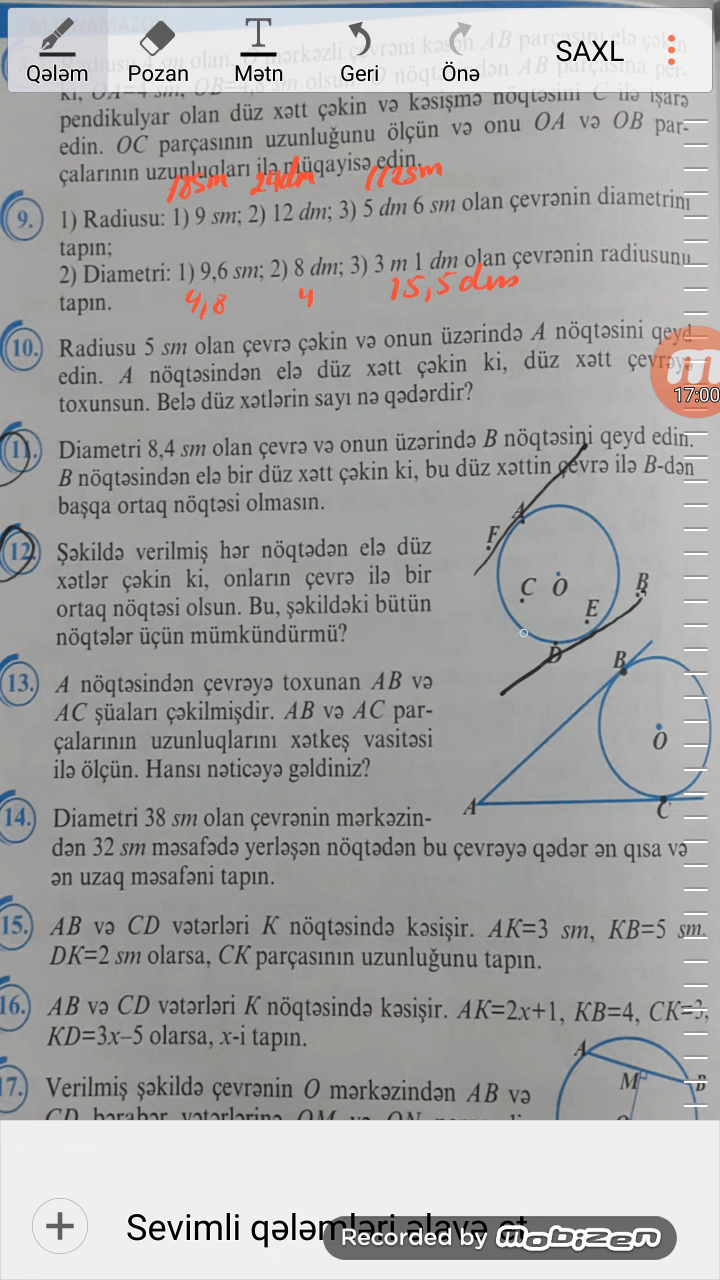 Qələm Pozan Mətn Geri Önə SAXL
pendikulyar olan düz xətt çəkin və kəsişmə nöqtəsini C ilə işarə
edin. OC parçasının uzunluğunu ölçün və onu OA və OB par-
çalarının uzunluqları ilə müqayisə edin.
18sm 24dm 112sm
9. 1) Radiusu: 1) 9 sm; 2) 12 dm; 3) 5 dm 6 sm olan çevrənin diametrini
tapın;
2) Diametri: 1) 9,6 sm; 2) 8 dm; 3) 3 m 1 dm olan çevrənin radiusunu
tapın.
4,8 4 15,5dm
10. Radiusu 5 sm olan çevrə çəkin və onun üzərində A nöqtəsini qeyd
edin. A nöqtəsindən elə düz xətt çəkin ki, düz xətt çevrəyə
toxunsun. Belə düz xətlərin sayı nə qədərdir?
17:00
11. Diametri 8,4 sm olan çevrə və onun üzərində B nöqtəsini qeyd edin.
B nöqtəsindən elə bir düz xətt çəkin ki, bu düz xəttin çevrə ilə B-dən
başqa ortaq nöqtəsi olmasın.
12. Şəkildə verilmiş hər nöqtədən elə düz
xətlər çəkin ki, onların çevrə ilə bir
ortaq nöqtəsi olsun. Bu, şəkildəki bütün
nöqtələr üçün mümkündürmü?
A
F
C O
E B
D
13. A nöqtəsindən çevrəyə toxunan AB və
AC şüaları çəkilmişdir. AB və AC par-
çalarının uzunluqlarını xətkeş vasitəsi
ilə ölçün. Hansı nəticəyə gəldiniz?
B
O
A C
14. Diametri 38 sm olan çevrənin mərkəzin-
dən 32 sm məsafədə yerləşən nöqtədən bu çevrəyə qədər ən qısa və
ən uzaq məsafəni tapın.
15. AB və CD vətərləri K nöqtəsində kəsişir. AK=3 sm, KB=5 sm.
DK=2 sm olarsa, CK parçasının uzunluğunu tapın.
16. AB və CD vətərləri K nöqtəsində kəsişir. AK=2x+1, KB=4, CK=3,
KD=3x–5 olarsa, x-i tapın.
A
M B
17. Verilmiş şəkildə çevrənin O mərkəzindən AB və
Sevimli qələmləri əlavə et
Recorded by mobizen